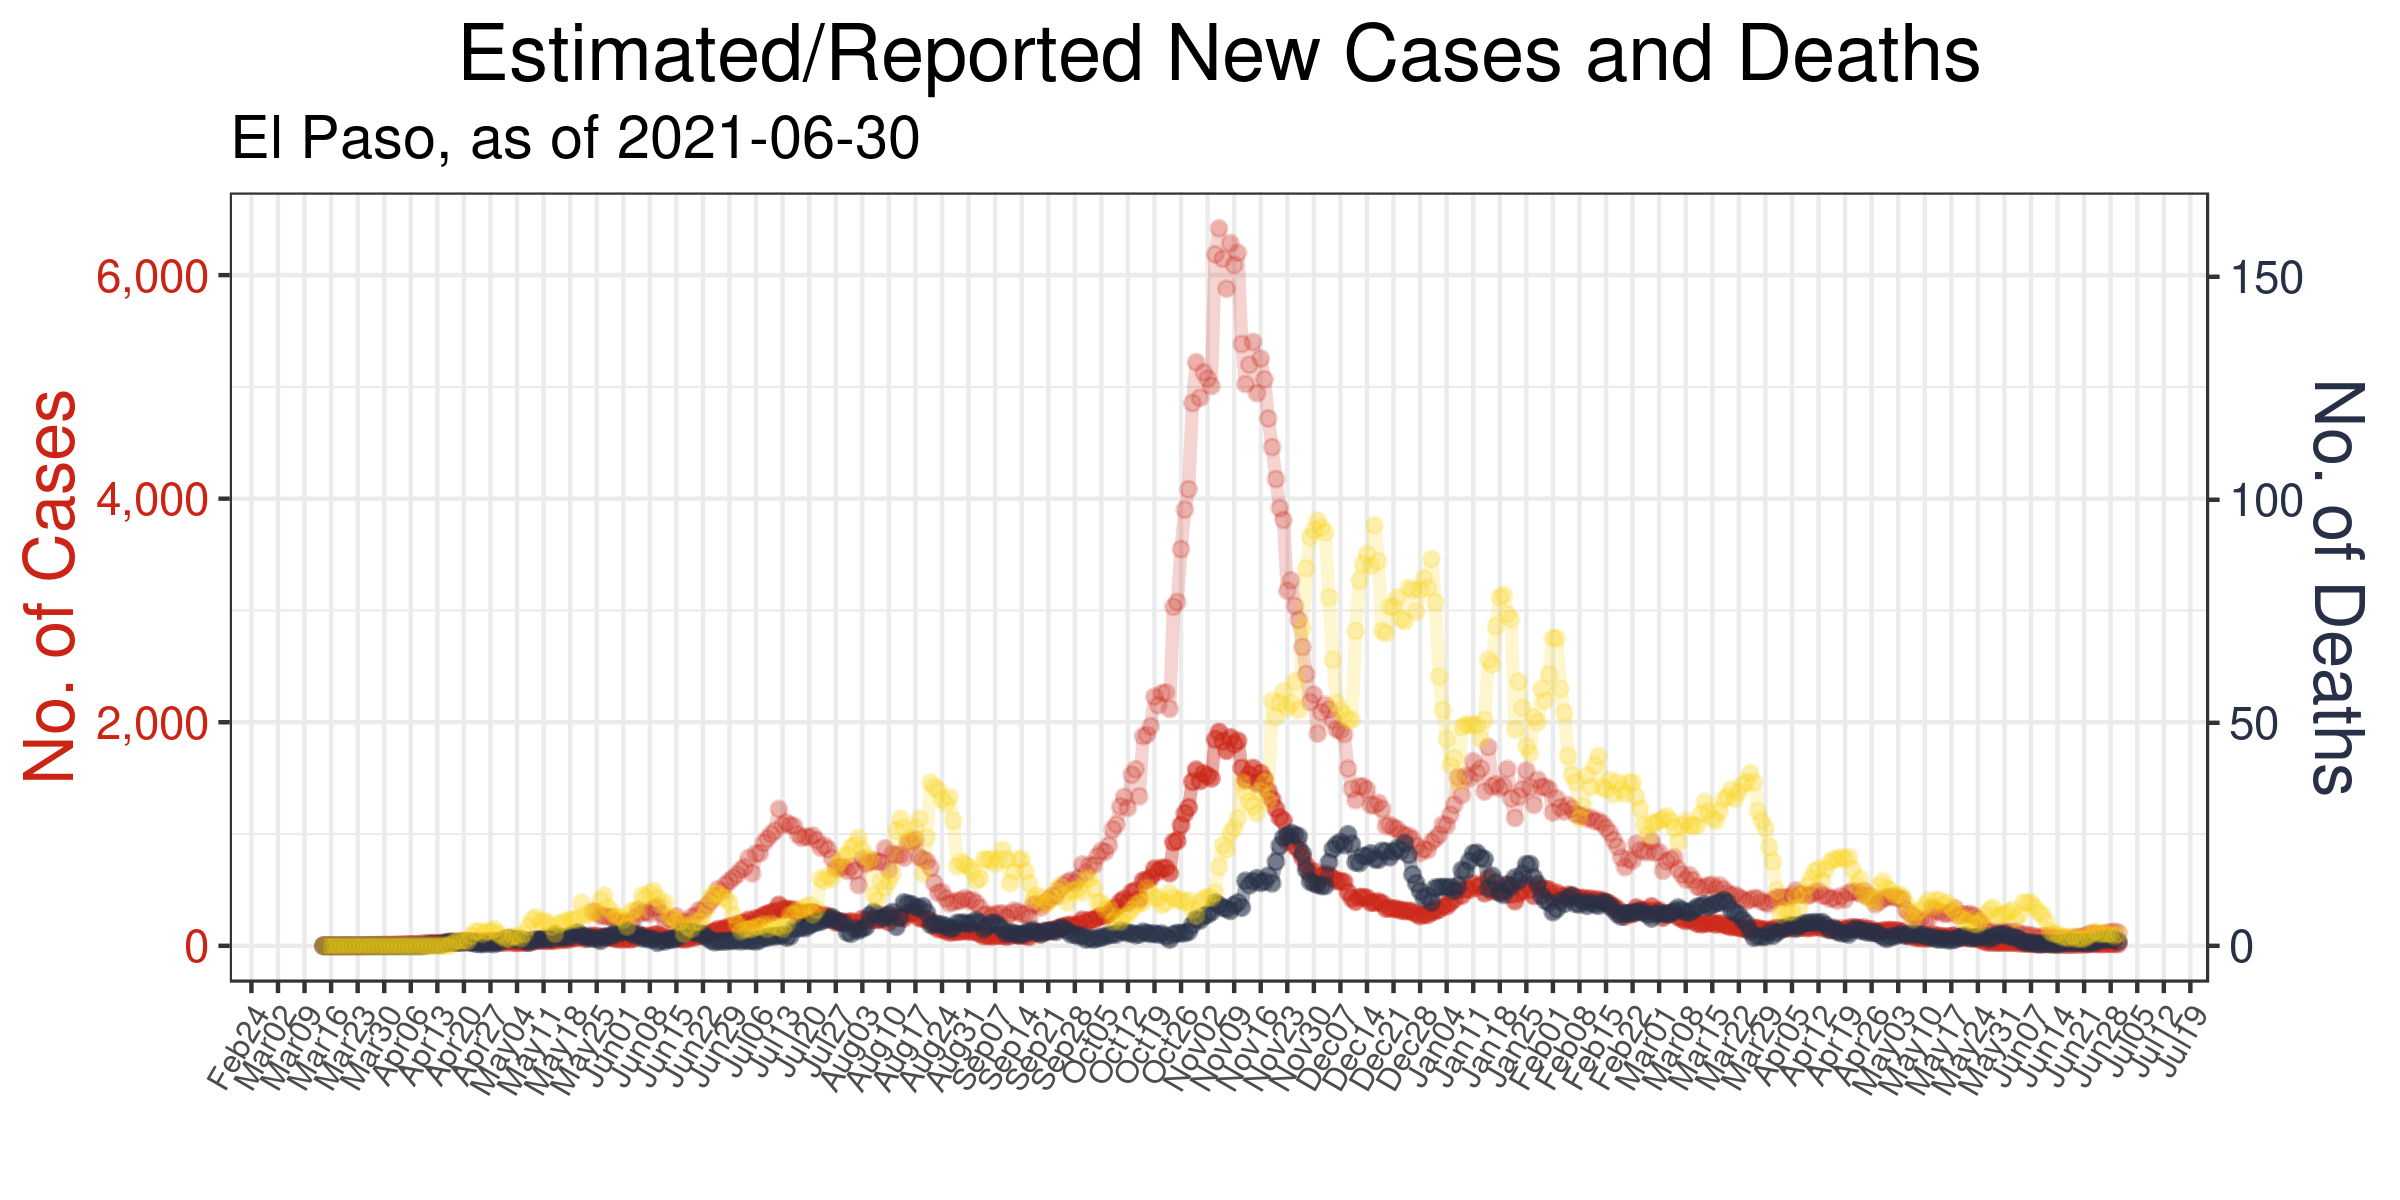 Estimated/Reported New Cases and Deaths
El Paso, as of 2021-06-30
No. of Cases
6,000
4,000
2,000
0
150
100
50
0
No. of Deaths
Feb24 Mar02 Mar09 Mar16 Mar23 Mar30 Apr06 Apr13 Apr20 Apr27 May04 May11 May18 May25 Jun01 Jun08 Jun15 Jun22 Jun29 Jul06 Jul13 Jul20 Jul27 Aug03 Aug10 Aug17 Aug24 Aug31 Sep07 Sep14 Sep21 Sep28 Oct05 Oct12 Oct19 Oct26 Nov02 Nov09 Nov16 Nov23 Nov30 Dec07 Dec14 Dec21 Dec28 Jan04 Jan11 Jan18 Jan25 Feb01 Feb08 Feb15 Feb22 Mar01 Mar08 Mar15 Mar22 Mar29 Apr05 Apr12 Apr19 Apr26 May03 May10 May17 May24 May31 Jun07 Jun14 Jun21 Jun28 Jul05 Jul12 Jul19